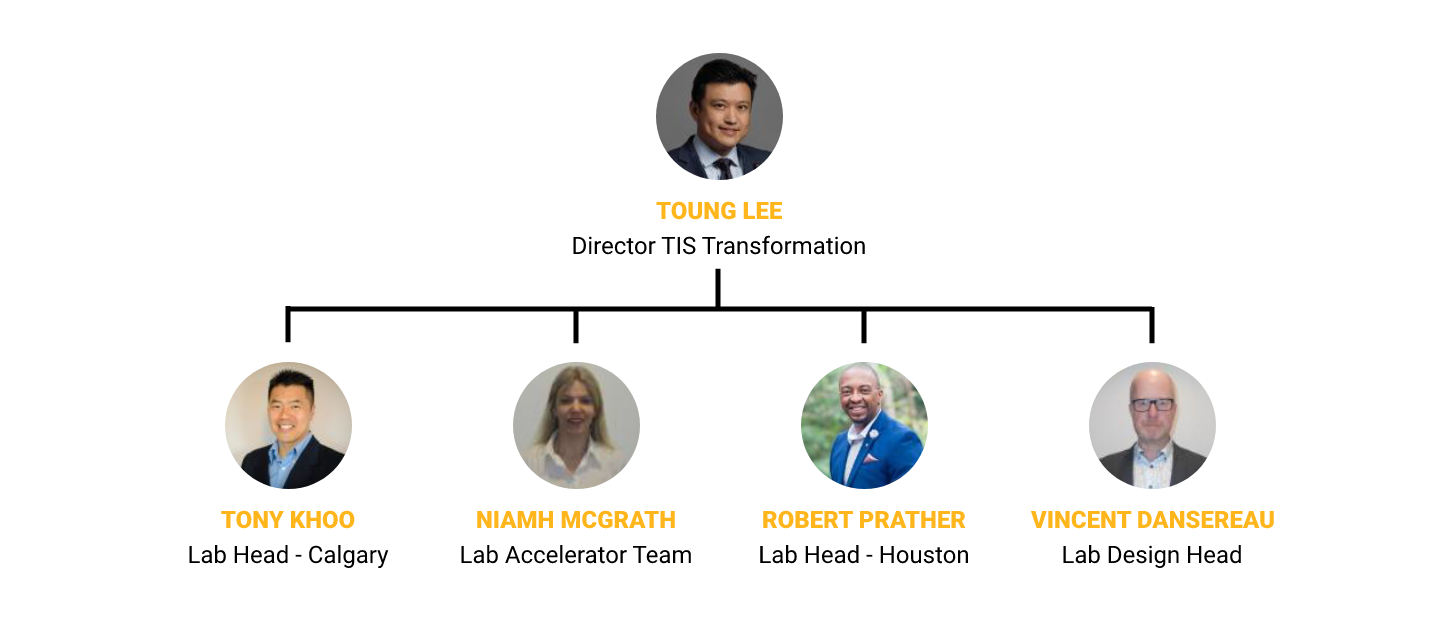 TOUNG LEE
Director TIS Transformation
TONY KHOO
Lab Head - Calgary
NIAMH MCGRATH
Lab Accelerator Team
ROBERT PRATHER
Lab Head - Houston
VINCENT DANSEREAU
Lab Design Head